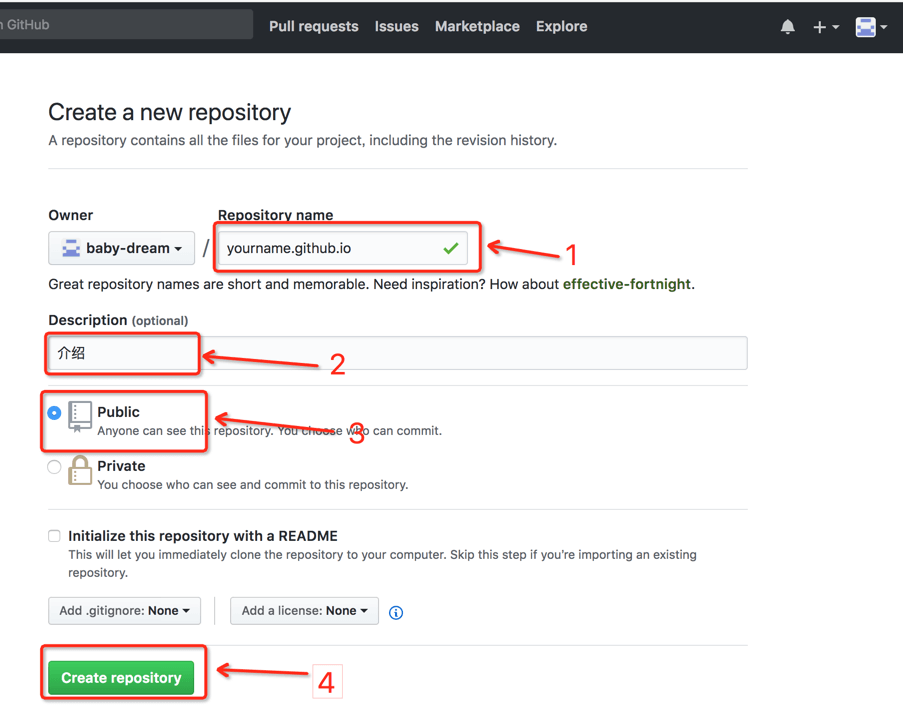 GitHub Pull requests Issues Marketplace Explore
Create a new repository
A repository contains all the files for your project, including the revision history.
Owner Repository name
baby-dream / yourname.github.io 1
Great repository names are short and memorable. Need inspiration? How about effective-fortnight.
Description (optional)
介绍 2
Public
Anyone can see this repository. You choose who can commit. 3
Private
You choose who can see and commit to this repository.
Initialize this repository with a README
This will let you immediately clone the repository to your computer. Skip this step if you're importing an existing
repository.
Add .gitignore: None Add a license: None
Create repository 4